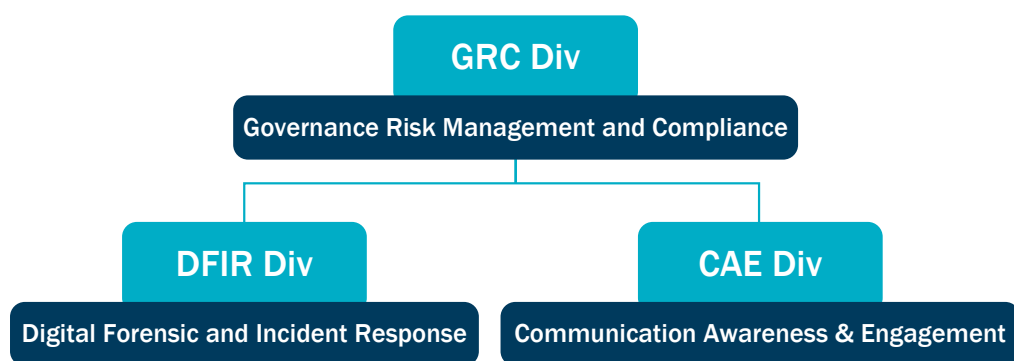 GRC Div
Governance Risk Management and Compliance
DFIR Div
Digital Forensic and Incident Response
CAE Div
Communication Awareness & Engagement